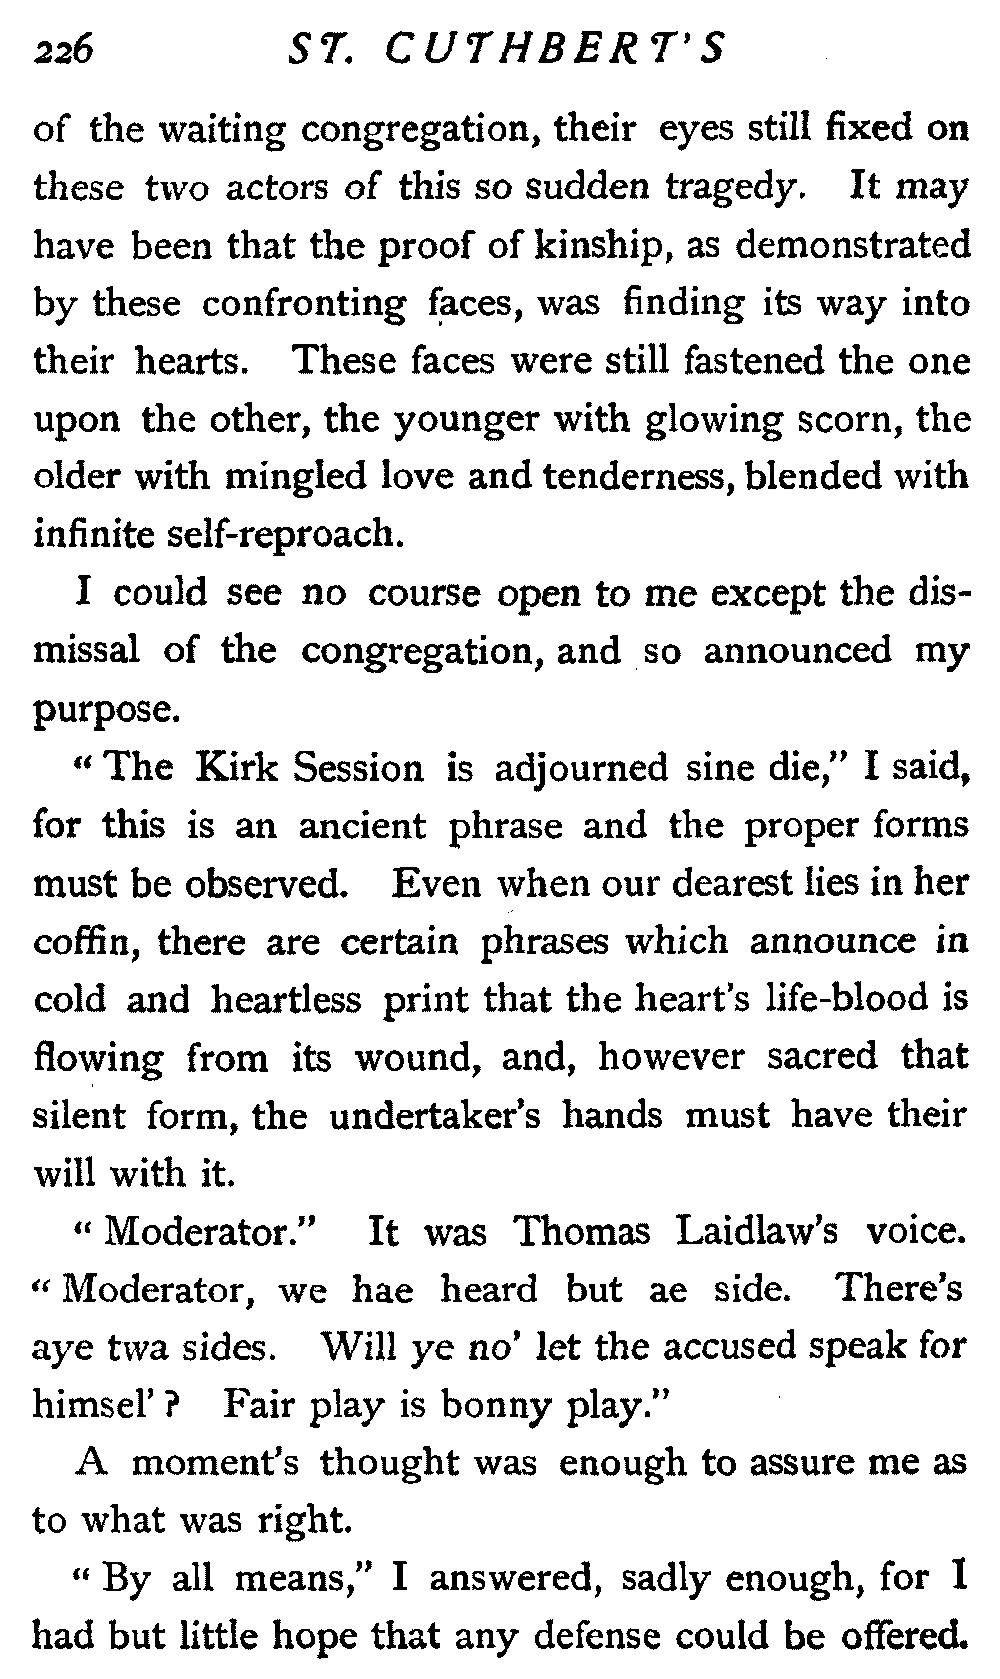 226 ST. CUTHBERT'S
of the waiting congregation, their eyes still fixed on
these two actors of this so sudden tragedy. It may
have been that the proof of kinship, as demonstrated
by these confronting faces, was finding its way into
their hearts. These faces were still fastened the one
upon the other, the younger with glowing scorn, the
older with mingled love and tenderness, blended with
infinite self-reproach.
I could see no course open to me except the dis-
missal of the congregation, and so announced my
purpose.
“ The Kirk Session is adjourned sine die,” I said,
for this is an ancient phrase and the proper forms
must be observed. Even when our dearest lies in her
coffin, there are certain phrases which announce in
cold and heartless print that the heart's life-blood is
flowing from its wound, and, however sacred that
silent form, the undertaker's hands must have their
will with it.
“ Moderator.” It was Thomas Laidlaw's voice.
“ Moderator, we hae heard but ae side. There's
aye twa sides. Will ye no' let the accused speak for
himsel' ? Fair play is bonny play.”
A moment's thought was enough to assure me as
to what was right.
“ By all means,” I answered, sadly enough, for I
had but little hope that any defense could be offered.